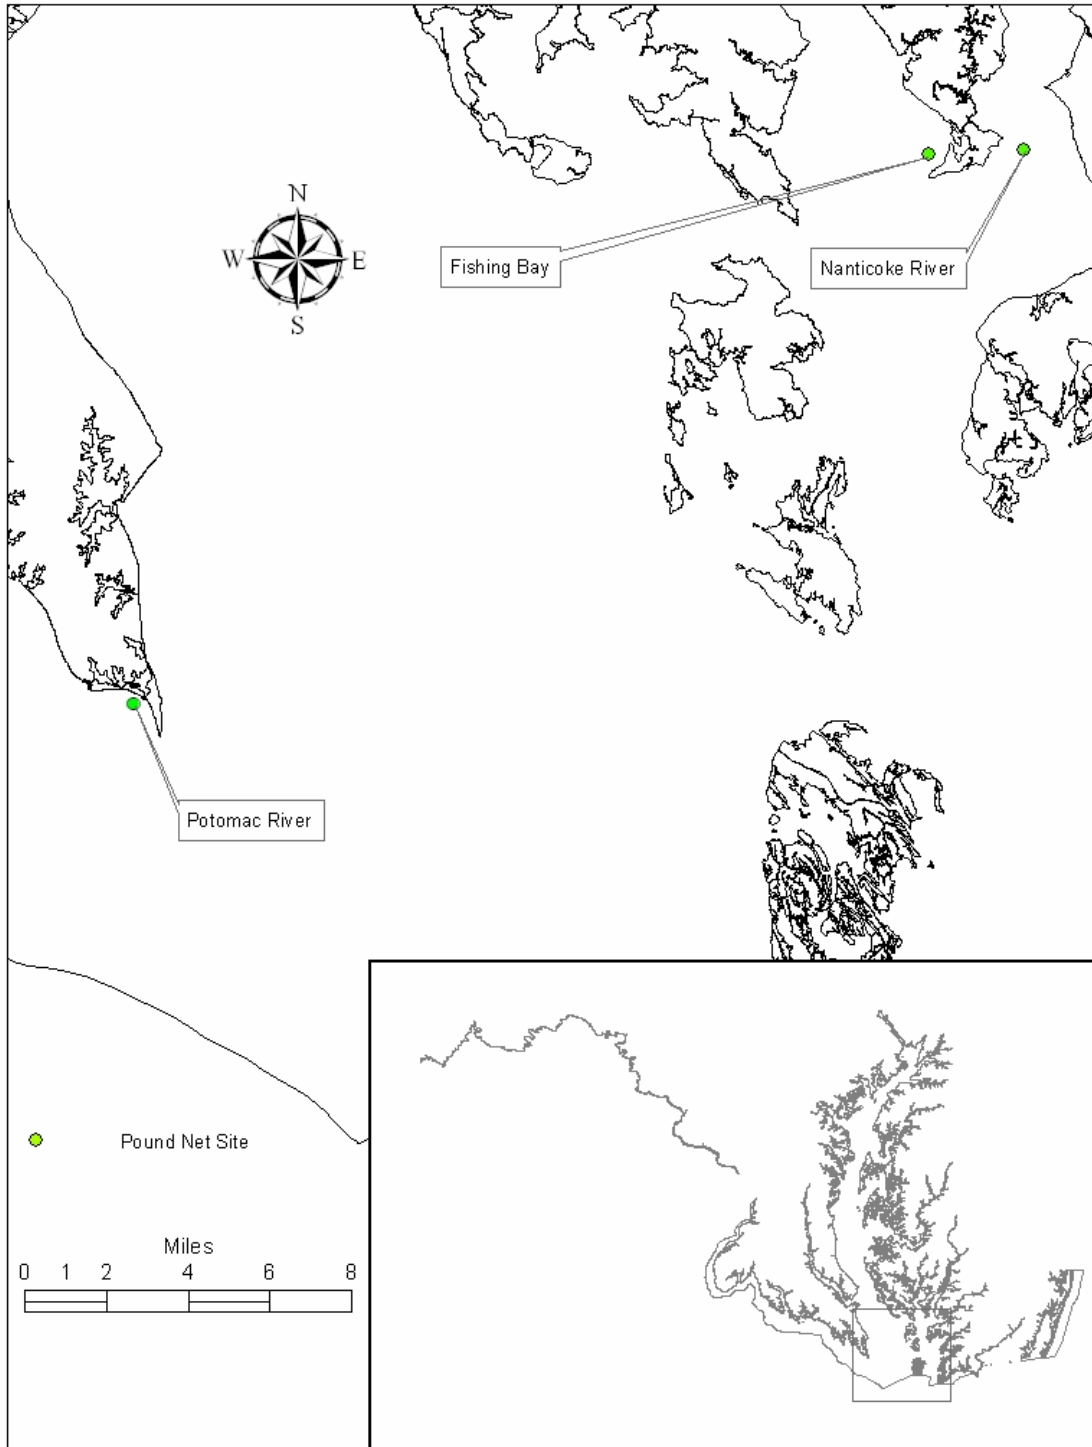 N
W E
S
Fishing Bay
Nanticoke River
Potomac River
Pound Net Site
Miles
0 1 2 4 6 8